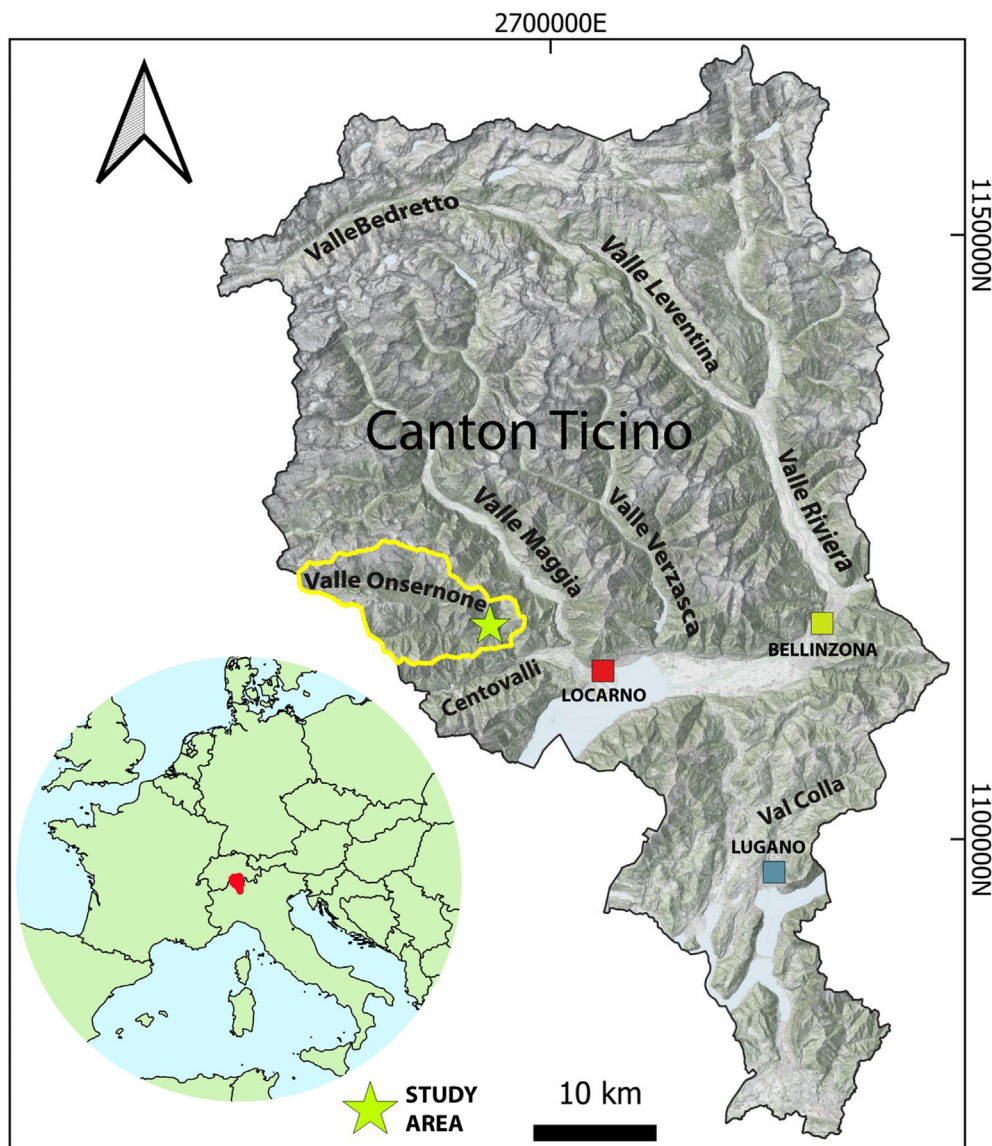 2700000E
1150000N
ValleBedretto
Valle Leventina
Canton Ticino
Valle Riviera
Valle Maggia
Valle Verzasca
Valle Onsernone
BELLINZONA
Centovalli
LOCARNO
Val Colla
1100000N
LUGANO
STUDY
AREA
10 km